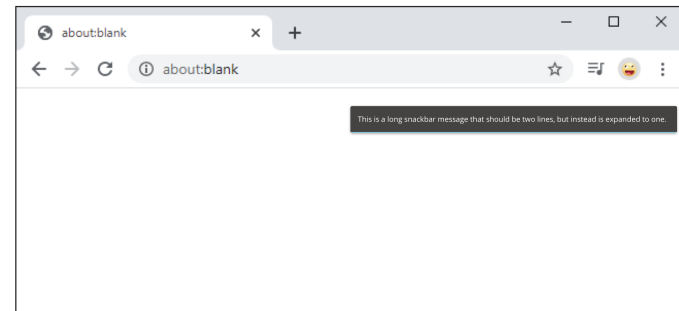 about:blank
about:blank
This is a long snackbar message that should be two lines, but instead is expanded to one.